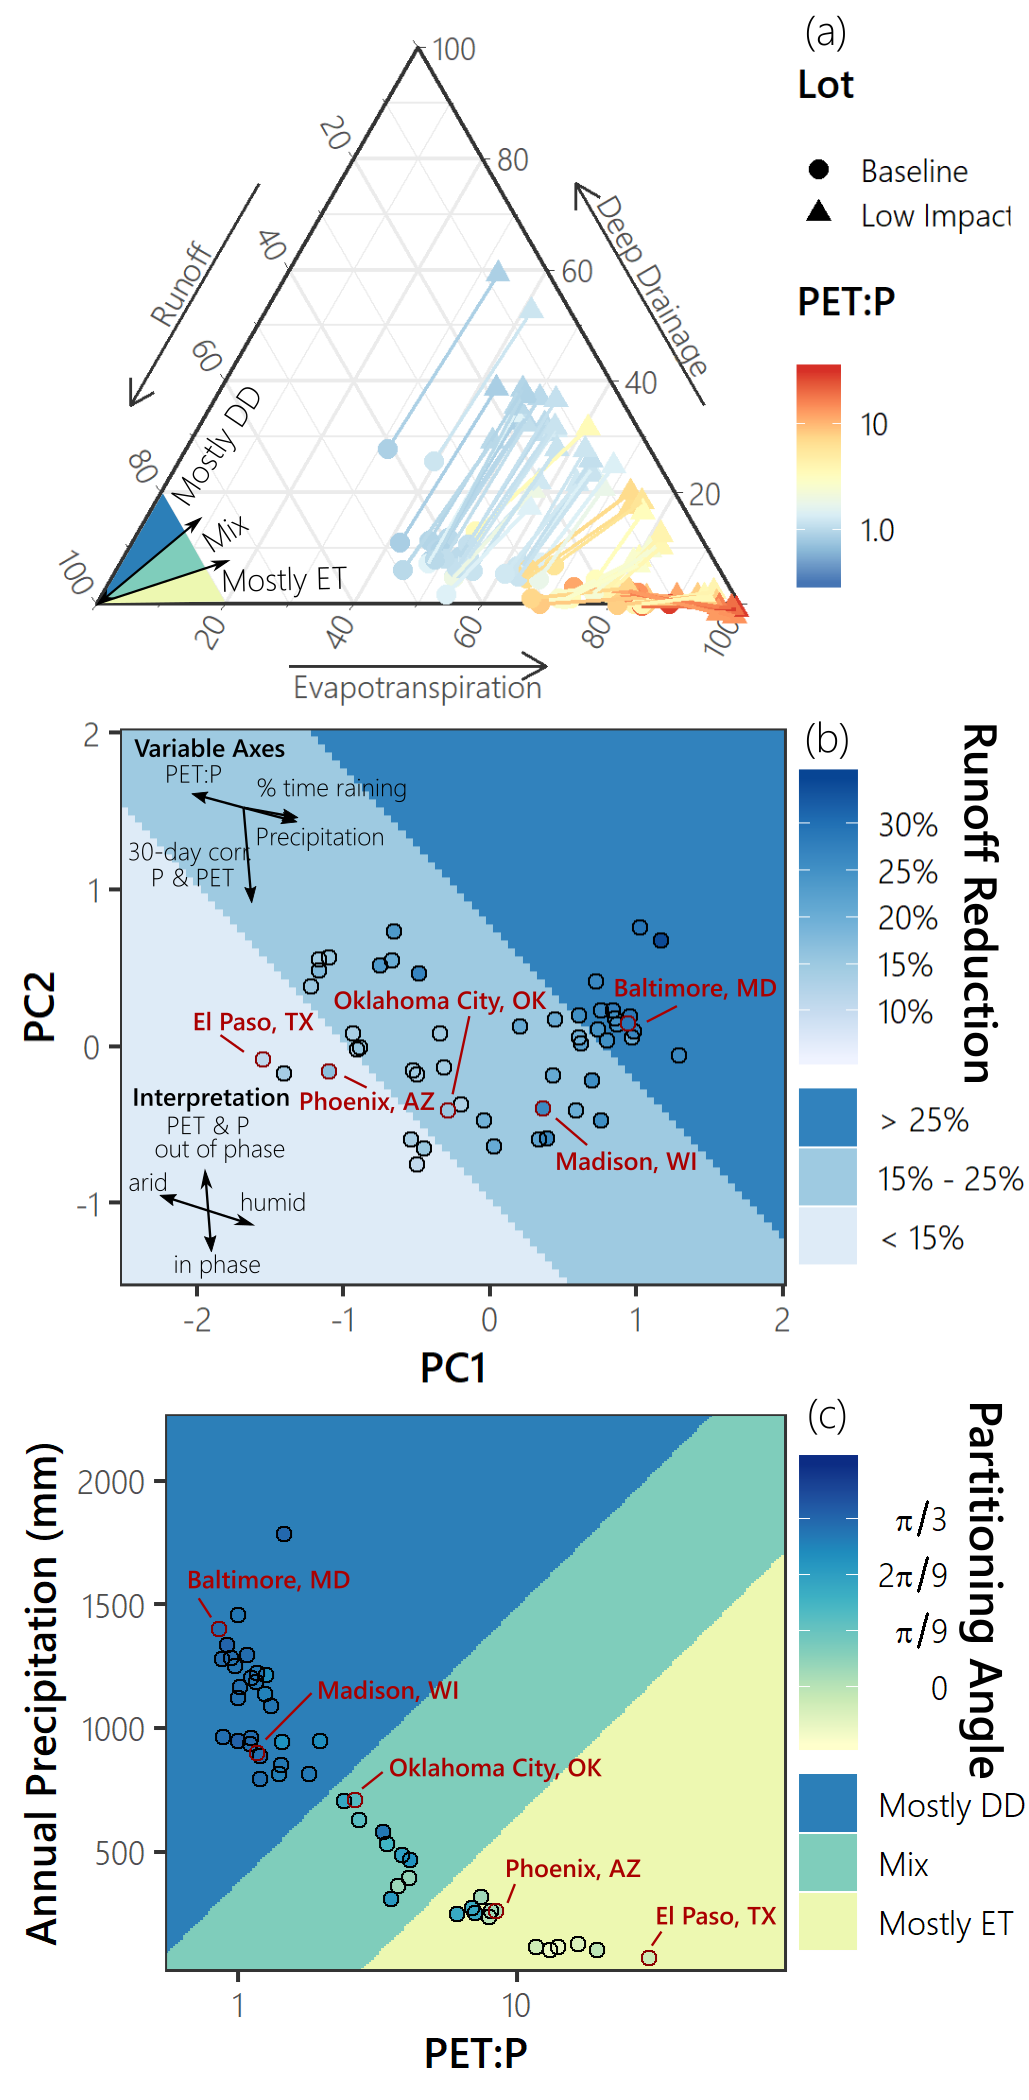 (a)
Lot
Baseline
Low Impact
PET:P
10
1.0
100
80
60
40
20
Deep Drainage
20
40
60
80
100
Runoff
Mostly DD
Mix
Mostly ET
20
40
60
80
100
Evapotranspiration
(b)
Variable Axes
PET:P
% time raining
Precipitation
30-day corr.
P & PET
Oklahoma City, OK
Baltimore, MD
El Paso, TX
Phoenix, AZ
Madison, WI
Interpretation
PET & P
out of phase
arid
humid
in phase
2
1
0
-1
PC2
-2
-1
0
1
2
PC1
Runoff Reduction
30%
25%
20%
15%
10%
> 25%
15% - 25%
< 15%
(c)
Baltimore, MD
Madison, WI
Oklahoma City, OK
Phoenix, AZ
El Paso, TX
2000
1500
1000
500
Annual Precipitation (mm)
1
10
PET:P
Partitioning Angle
π/3
2π/9
π/9
0
Mostly DD
Mix
Mostly ET